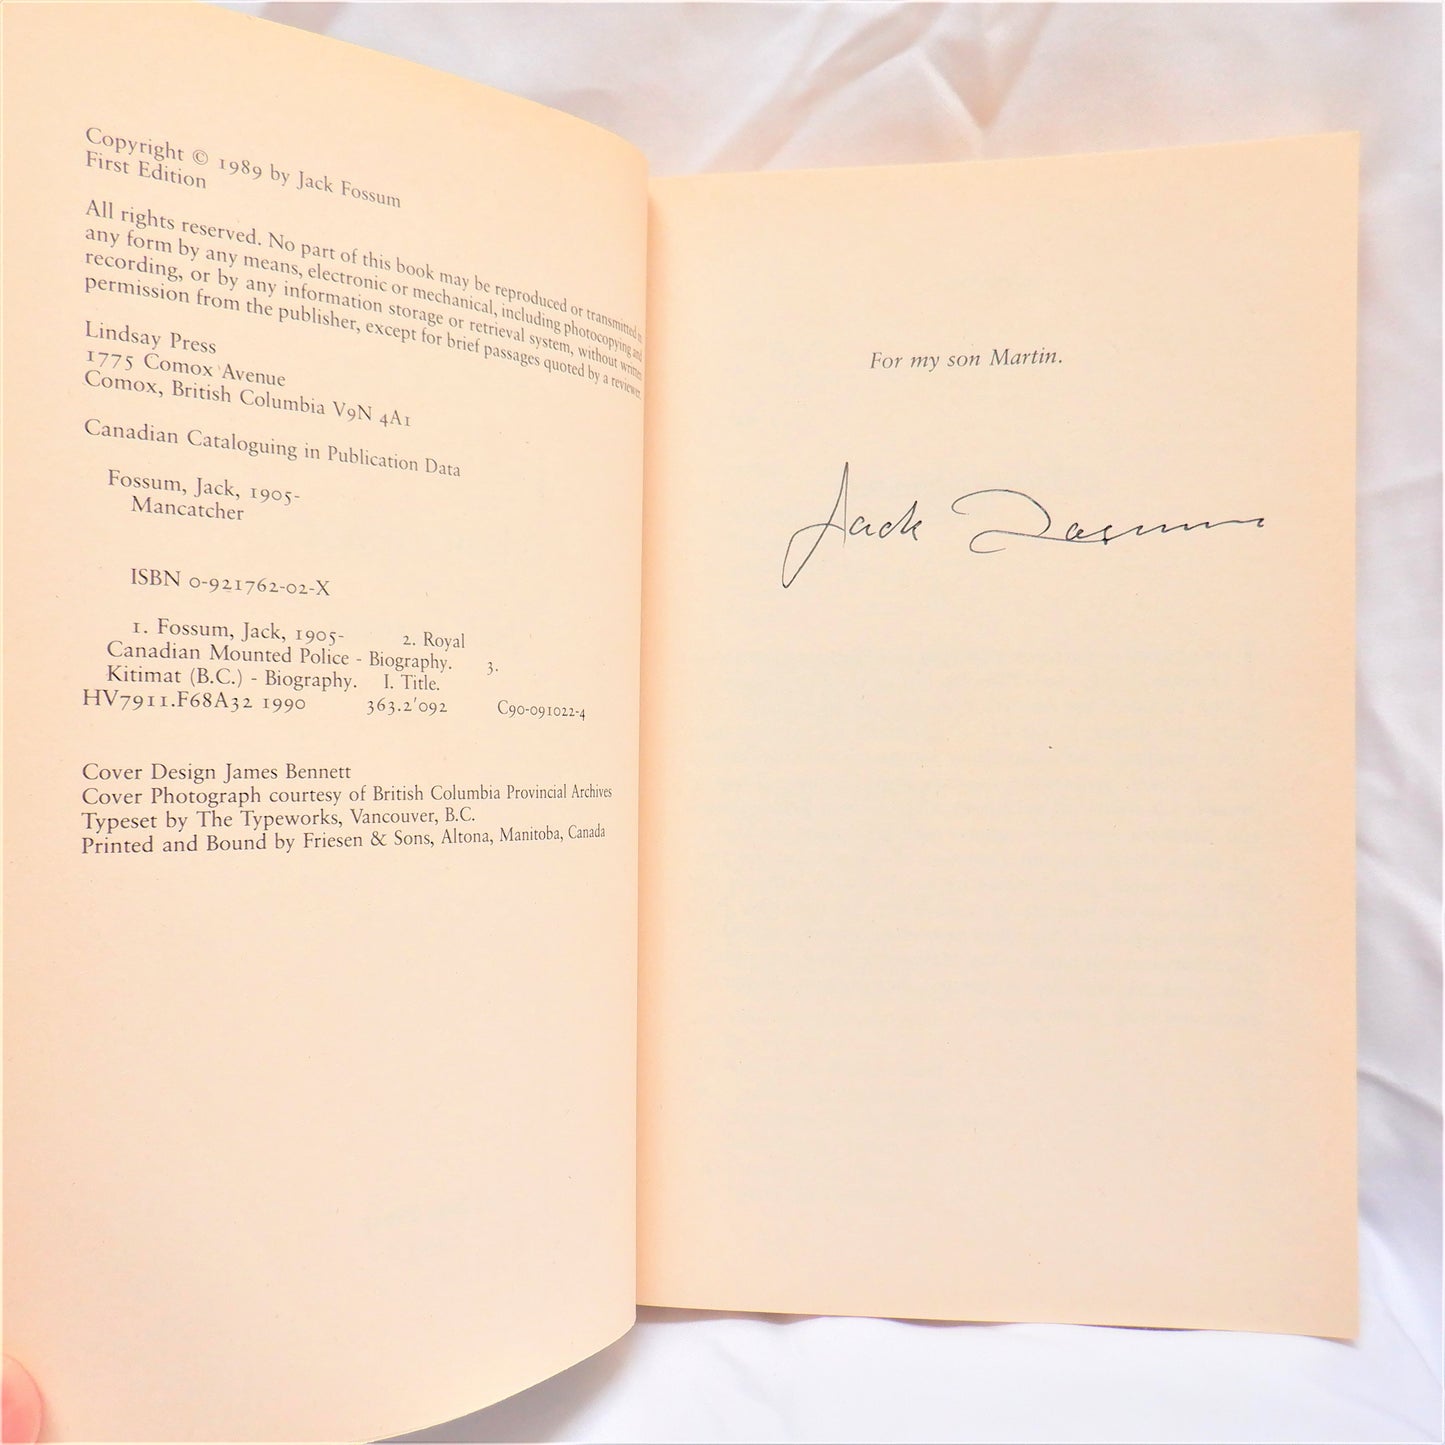 Copyright © 1989 by Jack Fossum
First Edition
All rights reserved. No part of this book may be reproduced or transmitted in
any form by any means, electronic or mechanical, including photocopying and
recording, or by any information storage or retrieval system, without written
permission from the publisher, except for brief passages quoted by a reviewer.
Lindsay Press
1775 Comox Avenue
Comox, British Columbia V9N 4A1
Canadian Cataloguing in Publication Data
Fossum, Jack, 1905-
Mancatcher
ISBN 0-921762-02-X
1. Fossum, Jack, 1905- 2. Royal
Canadian Mounted Police - Biography. 3.
Kitimat (B.C.) - Biography. I. Title.
HV7911.F68A32 1990 363.2'092 C90-091022-4
Cover Design James Bennett
Cover Photograph courtesy of British Columbia Provincial Archives
Typeset by The Typeworks, Vancouver, B.C.
Printed and Bound by Friesen & Sons, Altona, Manitoba, Canada
For my son Martin.
Jack Fossum